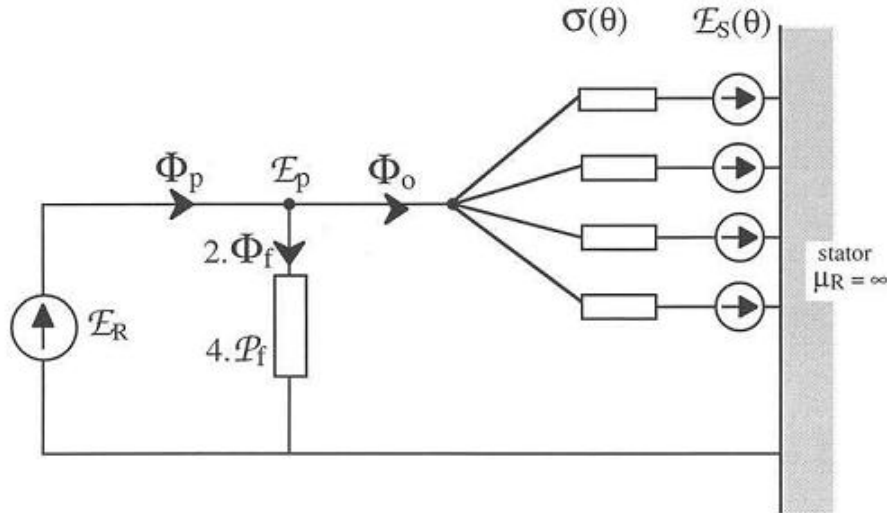 σ(θ) ℰS(θ)
Φp ℰp Φo
2.Φf
ℰR
4.𝒫f
stator
μR = ∞